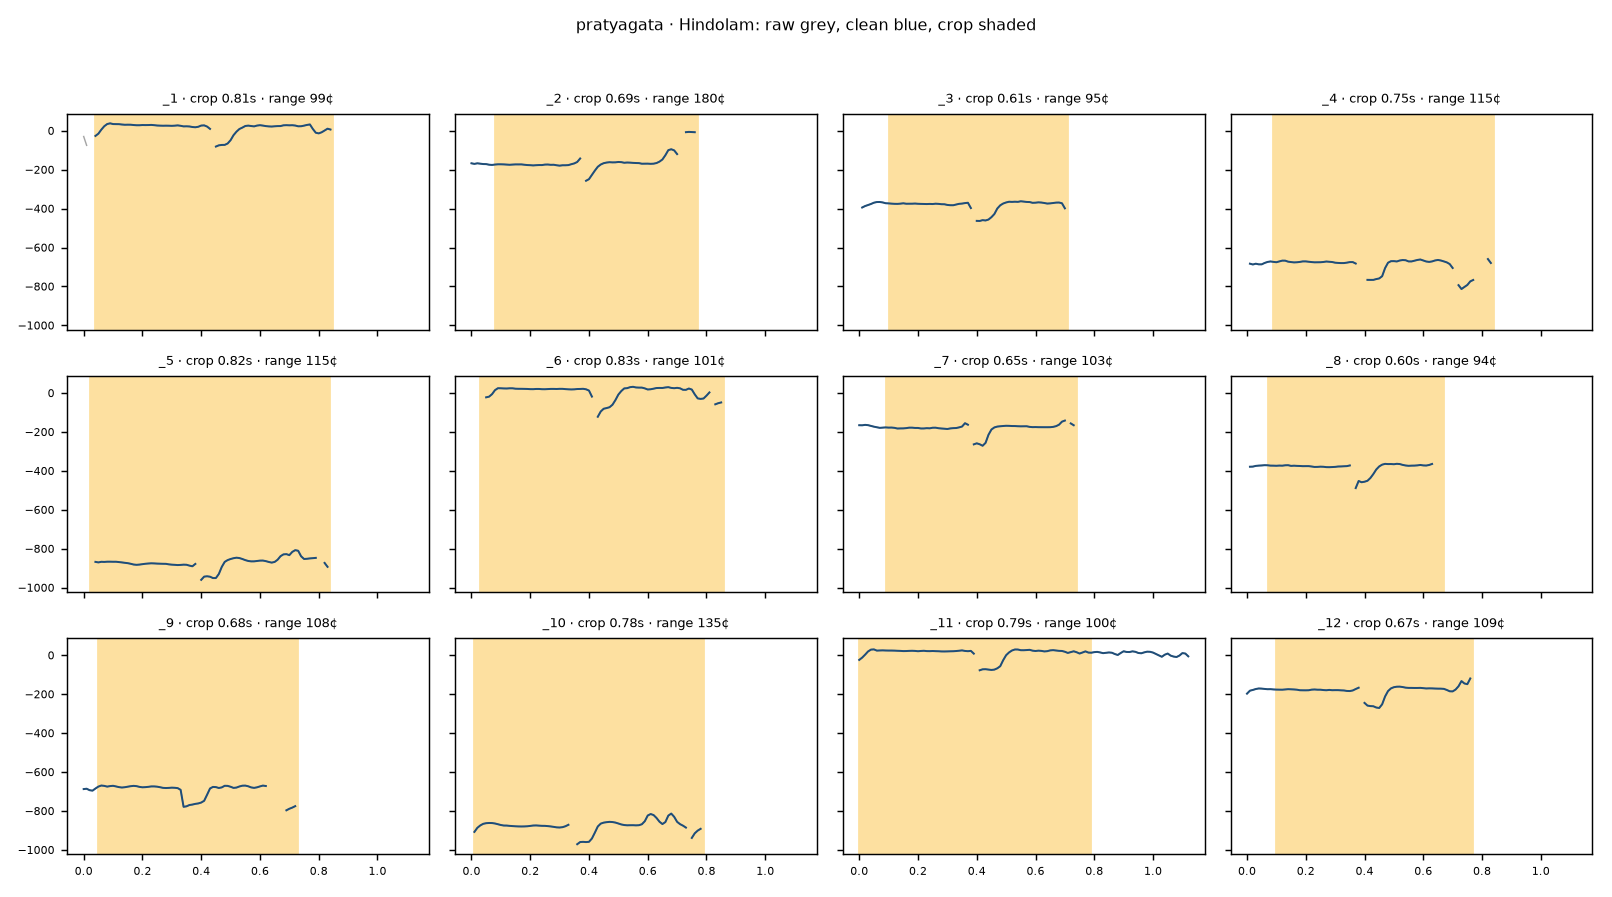 pratyagata · Hindolam: raw grey, clean blue, crop shaded
_1 · crop 0.81s · range 99¢
_2 · crop 0.69s · range 180¢
_3 · crop 0.61s · range 95¢
_4 · crop 0.75s · range 115¢
0
−200
−400
−600
−800
−1000
_5 · crop 0.82s · range 115¢
_6 · crop 0.83s · range 101¢
_7 · crop 0.65s · range 103¢
_8 · crop 0.60s · range 94¢
0
−200
−400
−600
−800
−1000
_9 · crop 0.68s · range 108¢
_10 · crop 0.78s · range 135¢
_11 · crop 0.79s · range 100¢
_12 · crop 0.67s · range 109¢
0
−200
−400
−600
−800
−1000
0.0 0.2 0.4 0.6 0.8 1.0
0.0 0.2 0.4 0.6 0.8 1.0
0.0 0.2 0.4 0.6 0.8 1.0
0.0 0.2 0.4 0.6 0.8 1.0